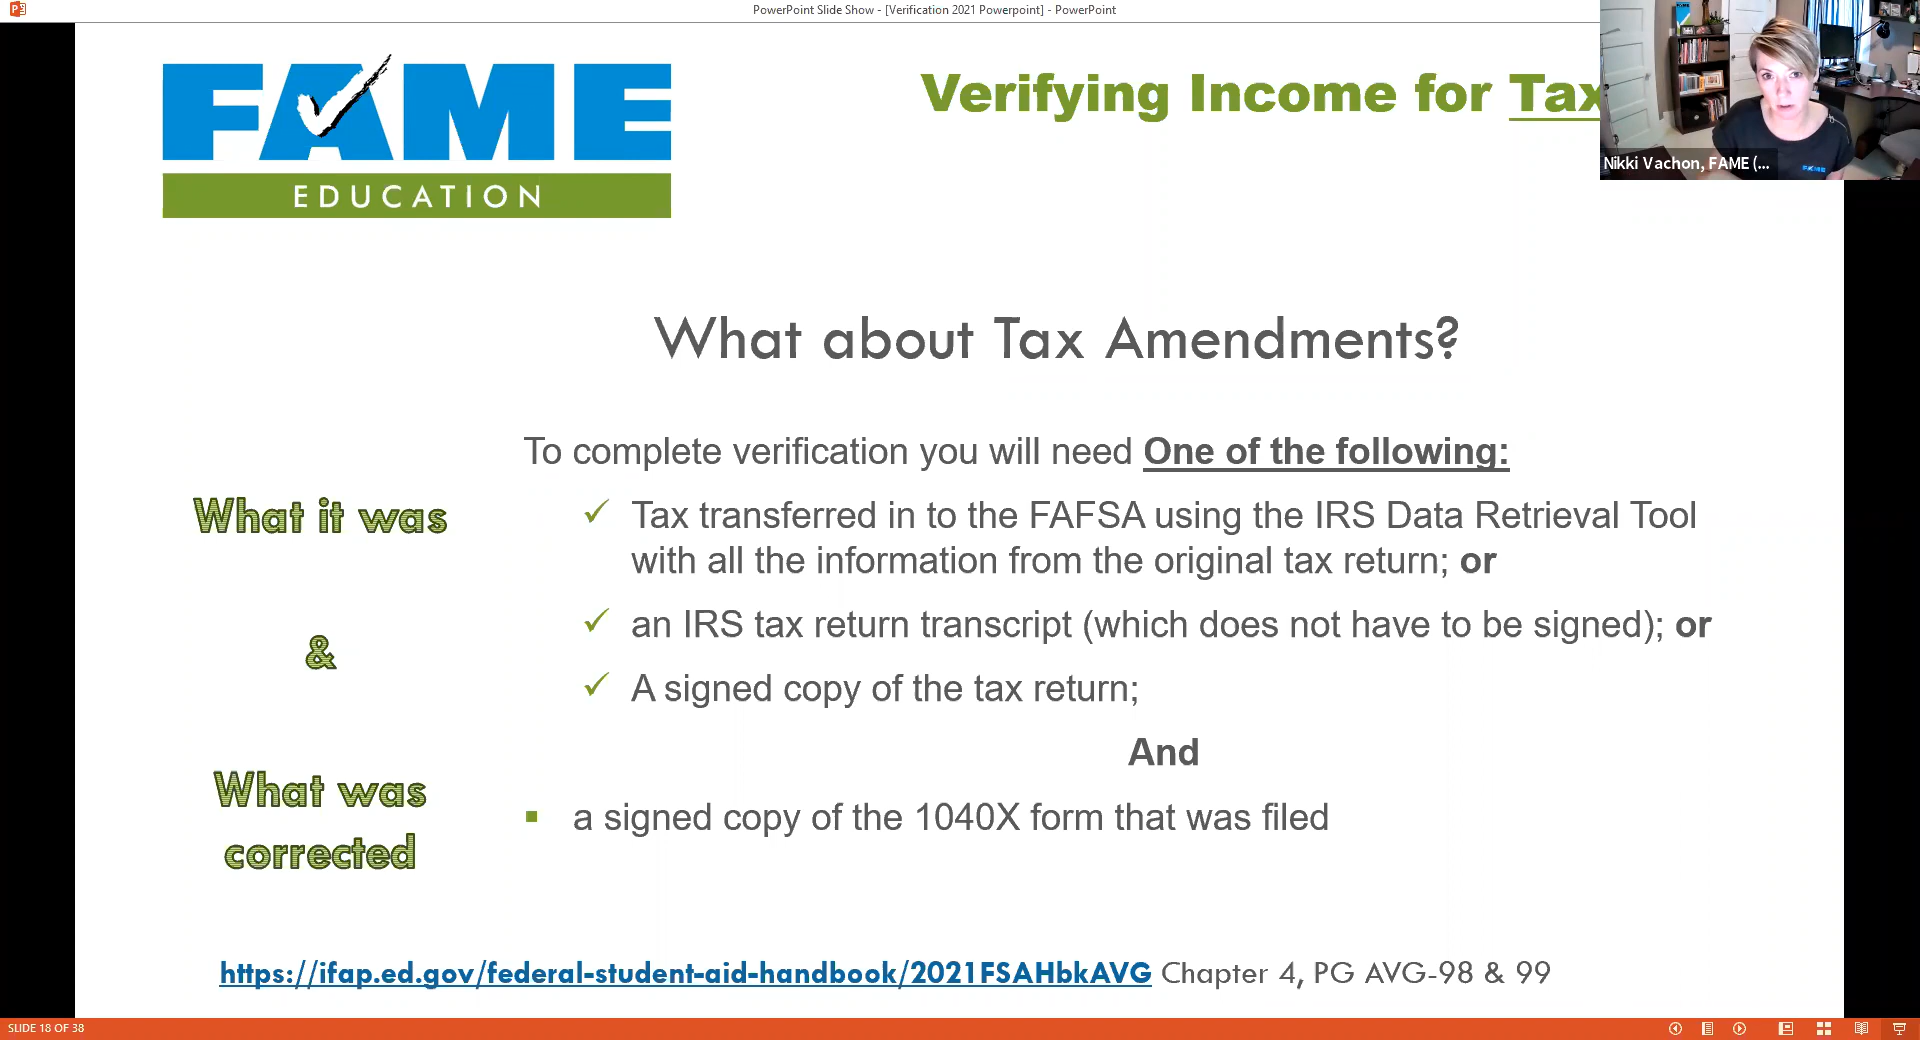 PowerPoint Slide Show - [Verification 2021 Powerpoint] - PowerPoint
FAME
EDUCATION
Verifying Income for Tax
Nikki Vachon, FAME (...
FAME
What about Tax Amendments?
To complete verification you will need One of the following:
What it was
✓ Tax transferred in to the FAFSA using the IRS Data Retrieval Tool
with all the information from the original tax return; or
&
✓ an IRS tax return transcript (which does not have to be signed); or
✓ A signed copy of the tax return;
And
What was
corrected
▪ a signed copy of the 1040X form that was filed
https://ifap.ed.gov/federal-student-aid-handbook/2021FSAHbkAVG Chapter 4, PG AVG-98 & 99
SLIDE 18 OF 38